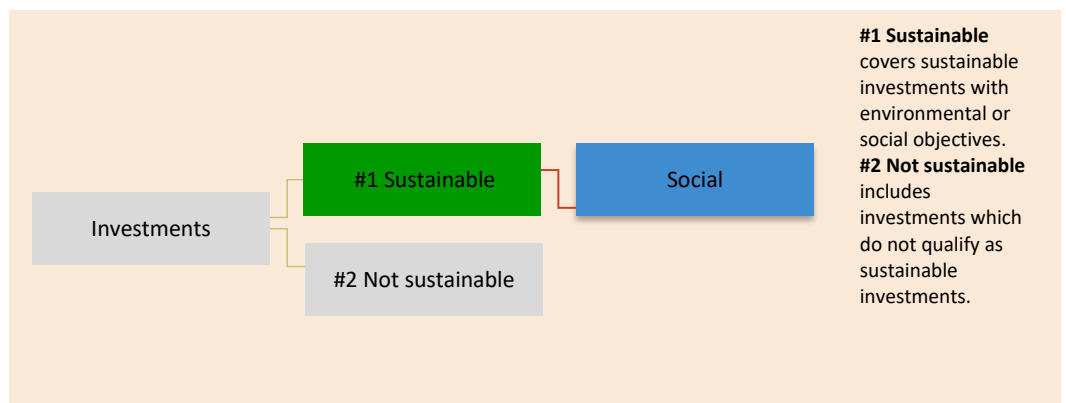 Investments
#1 Sustainable
#2 Not sustainable
Social
#1 Sustainable
covers sustainable
investments with
environmental or
social objectives.
#2 Not sustainable
includes
investments which
do not qualify as
sustainable
investments.